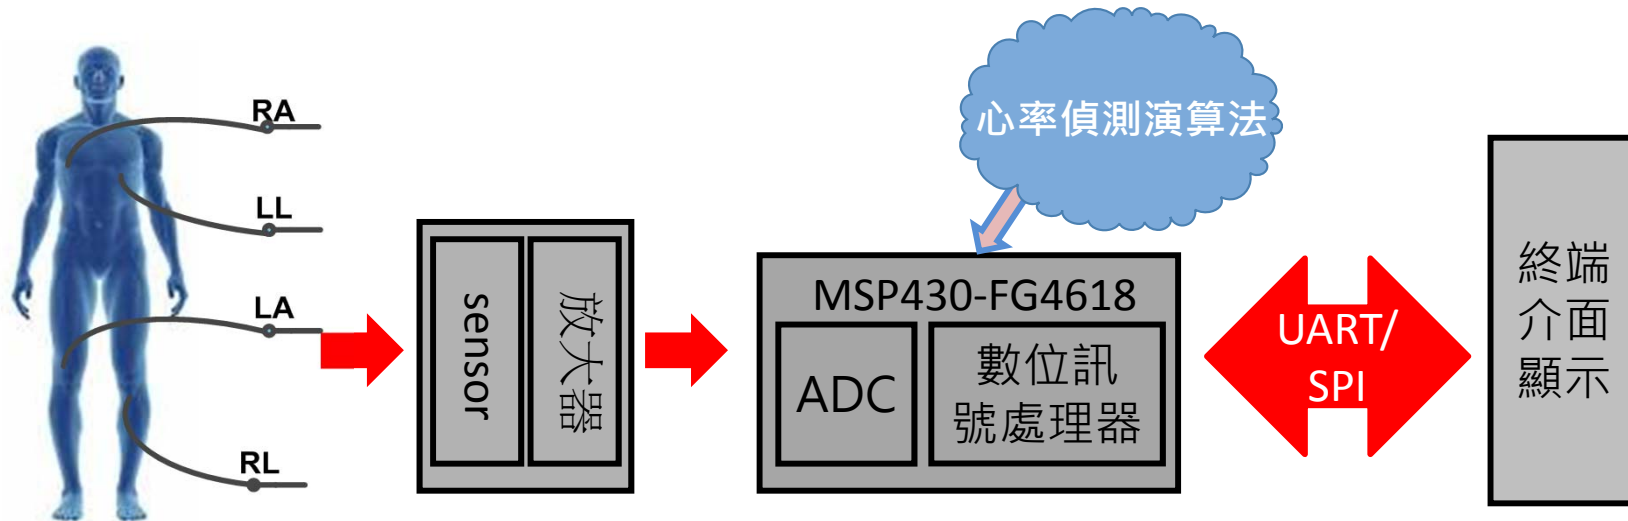 心率偵測演算法
RA
LL
LA
RL
sensor
放大器
MSP430-FG4618
ADC
數位訊
號處理器
UART/
SPI
終端
介面
顯示